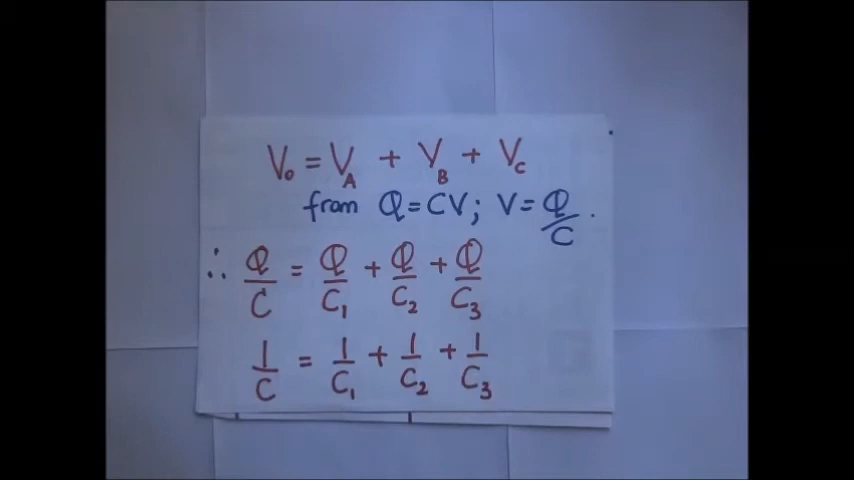 V₀ = V_A + V_B + V_C
from Q = CV; V = Q/C.
∴ Q/C = Q/C₁ + Q/C₂ + Q/C₃
1/C = 1/C₁ + 1/C₂ + 1/C₃